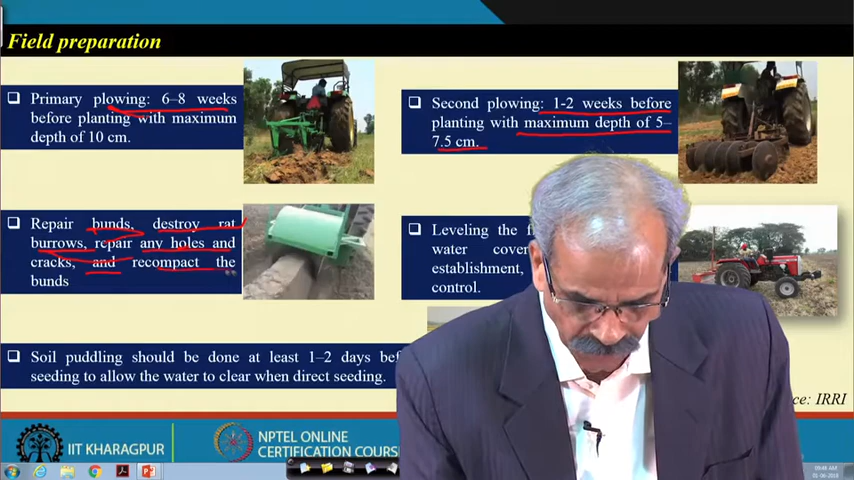 Field preparation
Primary plowing: 6–8 weeks
before planting with maximum
depth of 10 cm.
Second plowing: 1-2 weeks before
planting with maximum depth of 5–
7.5 cm.
Repair bunds, destroy rat
burrows, repair any holes and
cracks, and recompact the
bunds
Leveling the
water cover
establishment,
control.
Soil puddling should be done at least 1–2 days
seeding to allow the water to clear when direct seeding.
IRRI
IIT KHARAGPUR
NPTEL ONLINE
CERTIFICATION